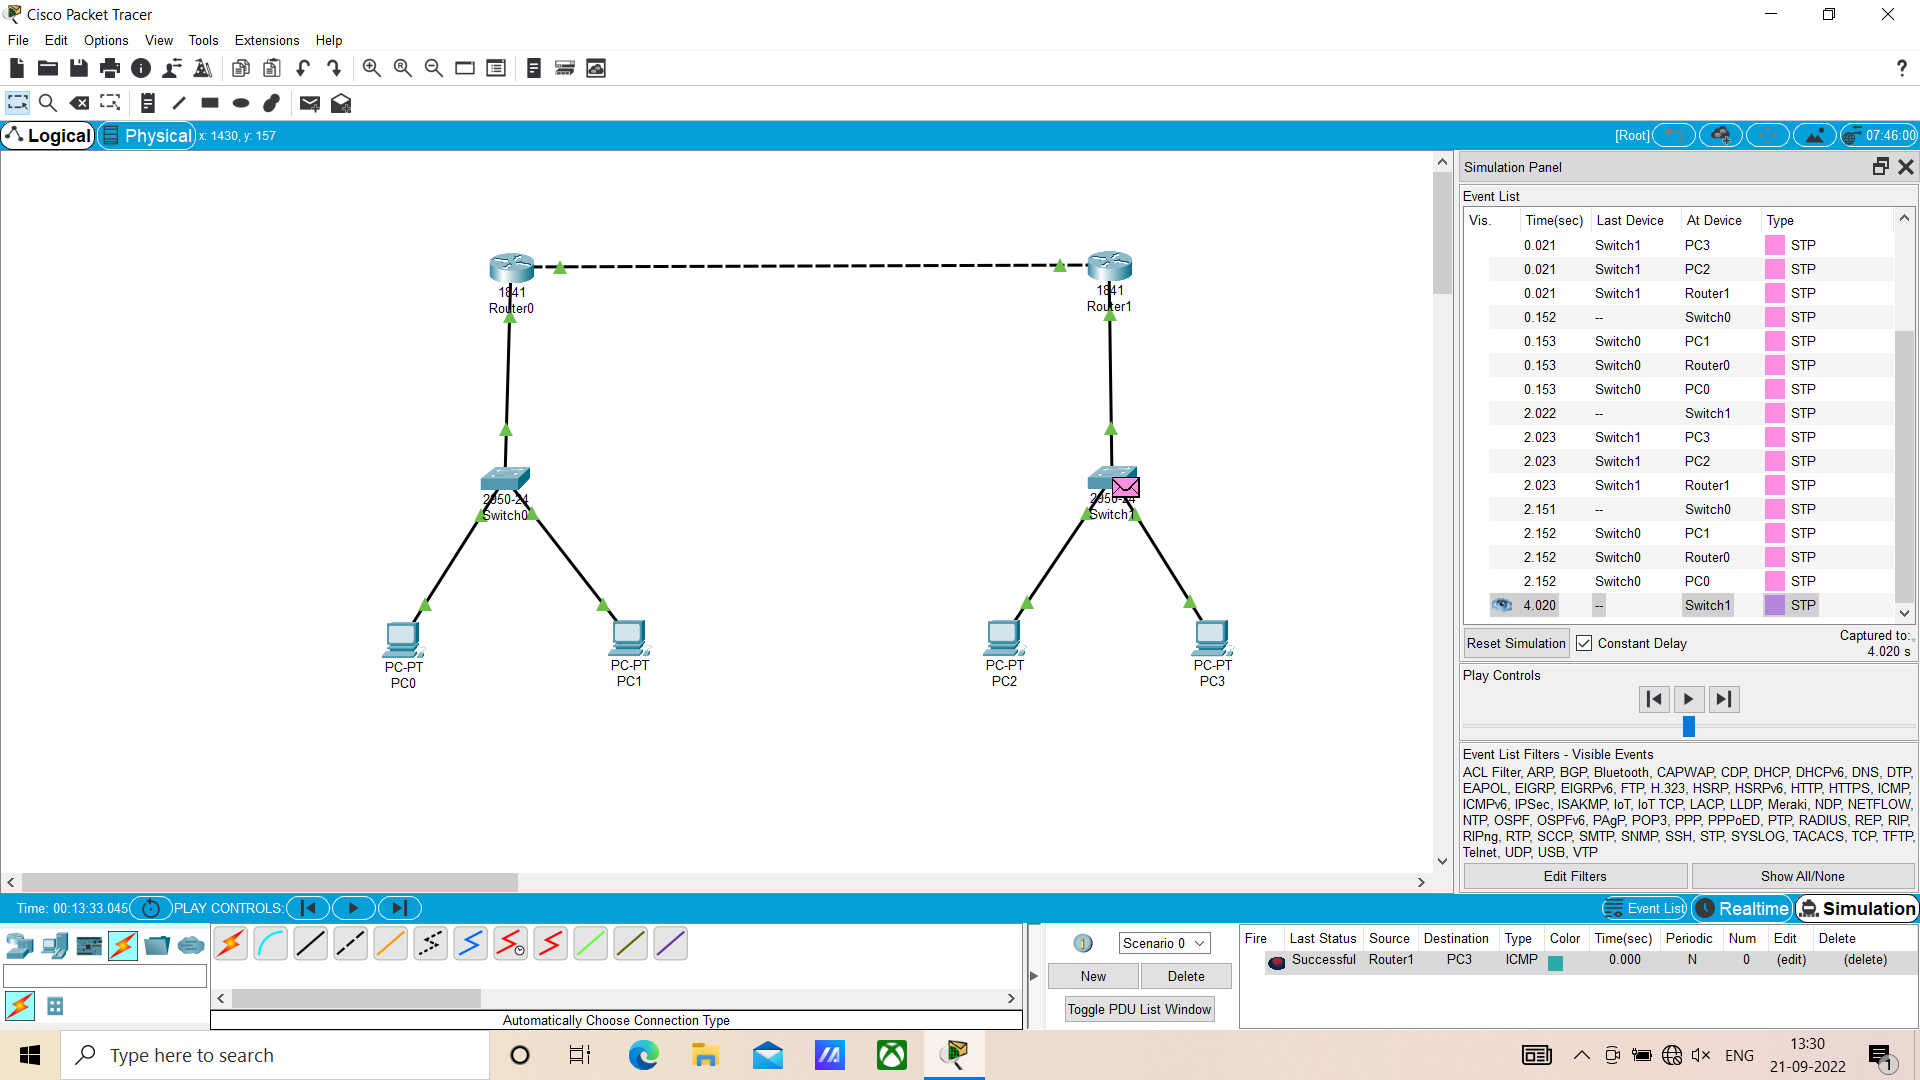 Cisco Packet Tracer
File Edit Options View Tools Extensions Help
?
Logical Physical x: 1430, y: 157 [Root] 07:46:00
1841
Router0
1841
Router1
2950-24
Switch0
2950-24
Switch1
PC-PT
PC0
PC-PT
PC1
PC-PT
PC2
PC-PT
PC3
Simulation Panel
Event List
Vis. Time(sec) Last Device At Device Type
0.021 Switch1 PC3 STP
0.021 Switch1 PC2 STP
0.021 Switch1 Router1 STP
0.152 -- Switch0 STP
0.153 Switch0 PC1 STP
0.153 Switch0 Router0 STP
0.153 Switch0 PC0 STP
2.022 -- Switch1 STP
2.023 Switch1 PC3 STP
2.023 Switch1 PC2 STP
2.023 Switch1 Router1 STP
2.151 -- Switch0 STP
2.152 Switch0 PC1 STP
2.152 Switch0 Router0 STP
2.152 Switch0 PC0 STP
4.020 -- Switch1 STP
Reset Simulation Constant Delay Captured to:
4.020 s
Play Controls
Event List Filters - Visible Events
ACL Filter, ARP, BGP, Bluetooth, CAPWAP, CDP, DHCP, DHCPv6, DNS, DTP,
EAPOL, EIGRP, EIGRPv6, FTP, H.323, HSRP, HSRPv6, HTTP, HTTPS, ICMP,
ICMPv6, IPSec, ISAKMP, IoT, IoT TCP, LACP, LLDP, Meraki, NDP, NETFLOW,
NTP, OSPF, OSPFv6, PAgP, POP3, PPP, PPPoED, PTP, RADIUS, REP, RIP,
RIPng, RTP, SCCP, SMTP, SNMP, SSH, STP, SYSLOG, TACACS, TCP, TFTP,
Telnet, UDP, USB, VTP
Edit Filters Show All/None
Time: 00:13:33.045 PLAY CONTROLS: Event List Realtime Simulation
Automatically Choose Connection Type
1 Scenario 0
New Delete
Toggle PDU List Window
Fire Last Status Source Destination Type Color Time(sec) Periodic Num Edit Delete
Successful Router1 PC3 ICMP 0.000 N 0 (edit) (delete)
Type here to search
ENG
13:30
21-09-2022
1